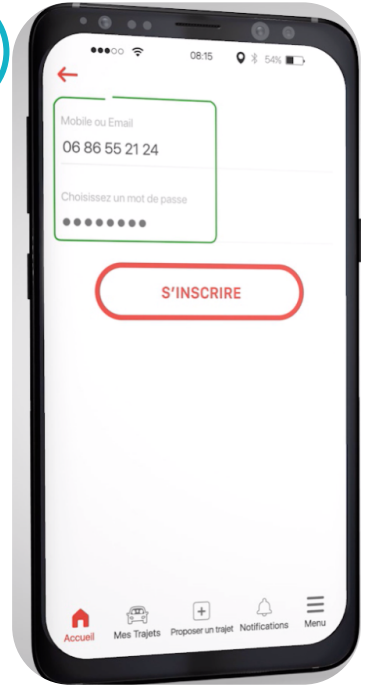 08:15
54%
Mobile ou Email
06 86 55 21 24
Choisissez un mot de passe
●●●●●●●●
S'INSCRIRE
Accueil
Mes Trajets
Proposer un trajet
Notifications
Menu